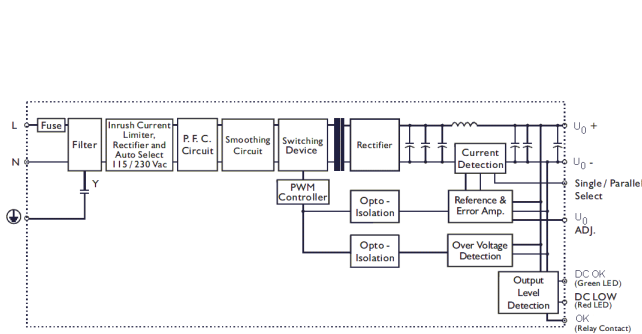 L
N
Fuse
Filter
Y
Inrush Current
Limiter,
Rectifier and
Auto Select
115 / 230 Vac
P. F. C.
Circuit
Smoothing
Circuit
Switching
Device
PWM
Controller
Rectifier
Opto -
Isolation
Opto -
Isolation
Current
Detection
Reference &
Error Amp.
Over Voltage
Detection
Output
Level
Detection
U0 +
U0 -
Single / Parallel
Select
U0
ADJ.
DC OK
(Green LED)
DC LOW
(Red LED)
OK
(Relay Contact)